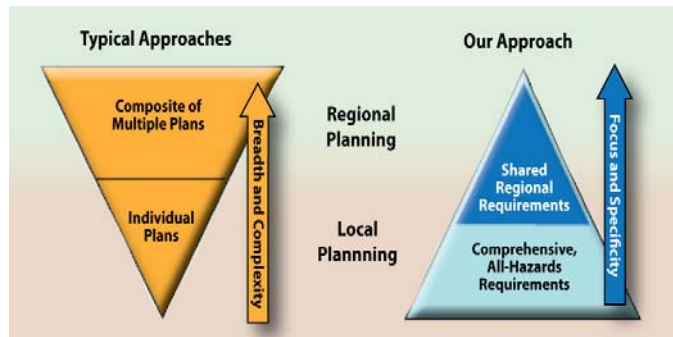 Typical Approaches
Composite of
Multiple Plans
Individual
Plans
Breadth and Complexity
Regional
Planning
Local
Plannning
Our Approach
Shared
Regional
Requirements
Comprehensive,
All-Hazards
Requirements
Focus and Specificity